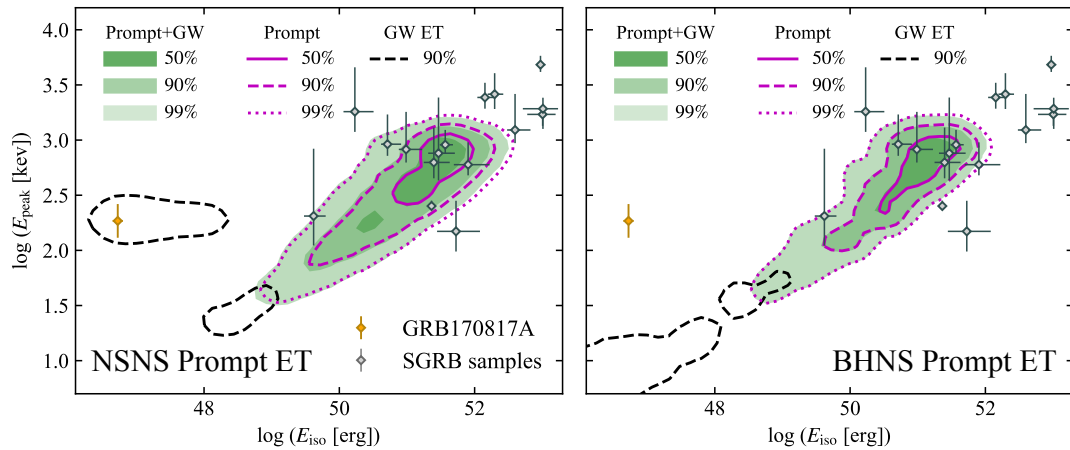 4.0
3.5
3.0
2.5
2.0
1.5
1.0
log (E_peak [kev])
Prompt+GW Prompt GW ET
50% 50% 90%
90% 90%
99% 99%
GRB170817A
SGRB samples
NSNS Prompt ET
48 50 52
log (E_iso [erg])
Prompt+GW Prompt GW ET
50% 50% 90%
90% 90%
99% 99%
BHNS Prompt ET
48 50 52
log (E_iso [erg])